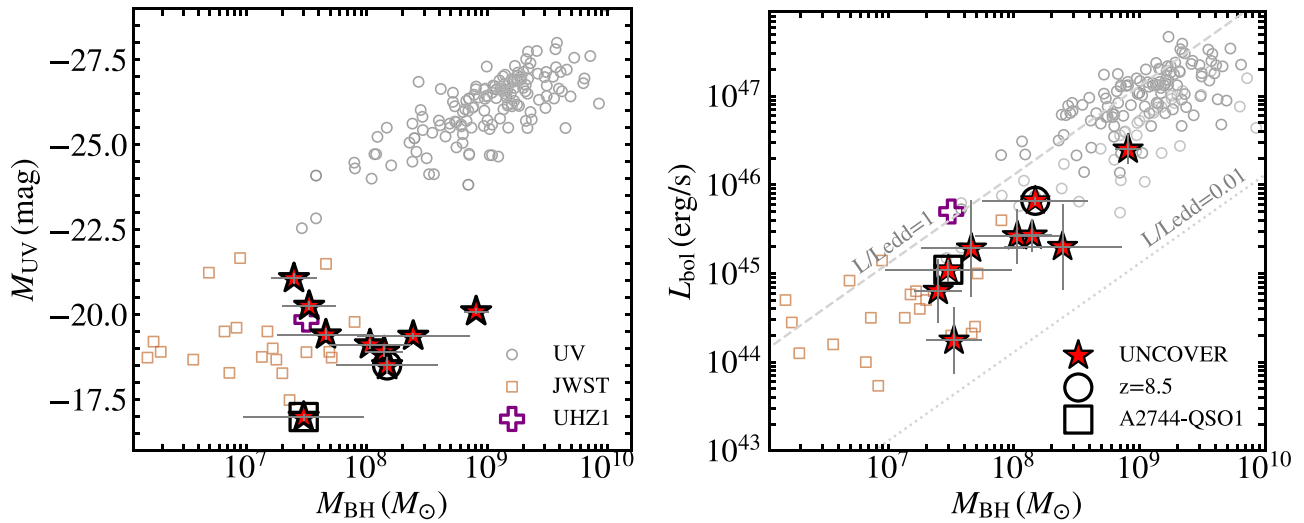 −27.5
−25.0
−22.5
−20.0
−17.5
M_UV (mag)
UV
JWST
UHZ1
10^7
10^8
10^9
10^10
M_BH (M_⊙)
10^47
10^46
10^45
10^44
10^43
L_bol (erg/s)
L/Ledd=1
L/Ledd=0.01
UNCOVER
z=8.5
A2744-QSO1
10^7
10^8
10^9
10^10
M_BH (M_⊙)